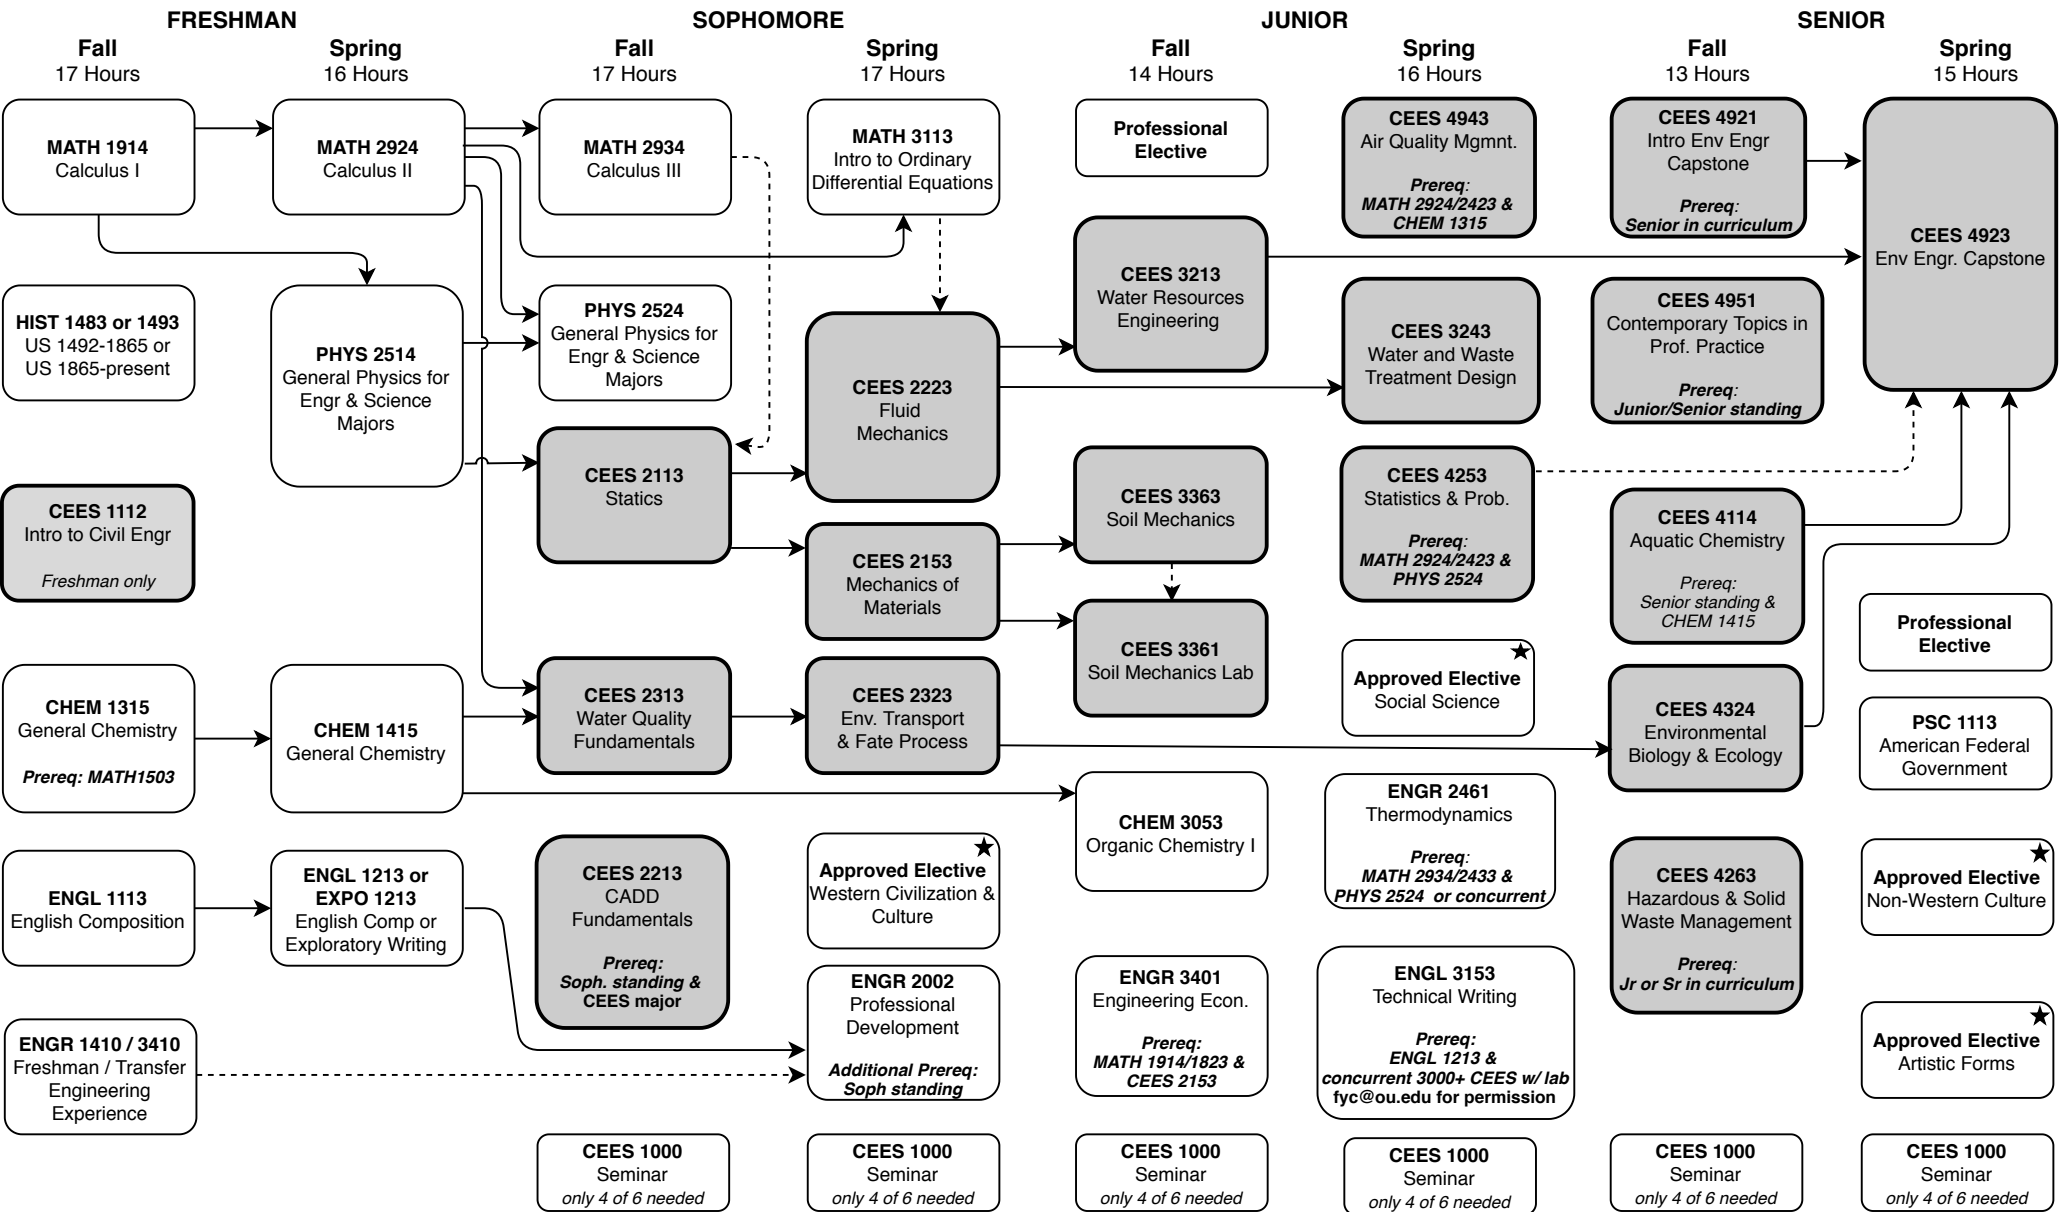 FRESHMAN
SOPHOMORE
JUNIOR
SENIOR
Fall
17 Hours
Spring
16 Hours
Fall
17 Hours
Spring
17 Hours
Fall
14 Hours
Spring
16 Hours
Fall
13 Hours
Spring
15 Hours
MATH 1914
Calculus I
HIST 1483 or 1493
US 1492-1865 or
US 1865-present
CEES 1112
Intro to Civil Engr
Freshman only
CHEM 1315
General Chemistry
Prereq: MATH1503
ENGL 1113
English Composition
ENGR 1410 / 3410
Freshman / Transfer
Engineering
Experience
MATH 2924
Calculus II
PHYS 2514
General Physics for
Engr & Science
Majors
CHEM 1415
General Chemistry
ENGL 1213 or
EXPO 1213
English Comp or
Exploratory Writing
MATH 2934
Calculus III
PHYS 2524
General Physics for
Engr & Science
Majors
CEES 2113
Statics
CEES 2313
Water Quality
Fundamentals
CEES 2213
CADD
Fundamentals
Prereq:
Soph. standing &
CEES major
CEES 1000
Seminar
only 4 of 6 needed
MATH 3113
Intro to Ordinary
Differential Equations
CEES 2223
Fluid
Mechanics
CEES 2153
Mechanics of
Materials
CEES 2323
Env. Transport
& Fate Process
Approved Elective
Western Civilization &
Culture
ENGR 2002
Professional
Development
Additional Prereq:
Soph standing
CEES 1000
Seminar
only 4 of 6 needed
Professional
Elective
CEES 3213
Water Resources
Engineering
CEES 3363
Soil Mechanics
CEES 3361
Soil Mechanics Lab
CHEM 3053
Organic Chemistry I
ENGR 3401
Engineering Econ.
Prereq:
MATH 1914/1823 &
CEES 2153
CEES 1000
Seminar
only 4 of 6 needed
CEES 4943
Air Quality Mgmnt.
Prereq:
MATH 2924/2423 &
CHEM 1315
CEES 3243
Water and Waste
Treatment Design
CEES 4253
Statistics & Prob.
Prereq:
MATH 2924/2423 &
PHYS 2524
Approved Elective
Social Science
ENGR 2461
Thermodynamics
Prereq:
MATH 2934/2433 &
PHYS 2524 or concurrent
ENGL 3153
Technical Writing
Prereq:
ENGL 1213 &
concurrent 3000+ CEES w/ lab
fyc@ou.edu for permission
CEES 1000
Seminar
only 4 of 6 needed
CEES 4921
Intro Env Engr
Capstone
Prereq:
Senior in curriculum
CEES 4951
Contemporary Topics in
Prof. Practice
Prereq:
Junior/Senior standing
CEES 4114
Aquatic Chemistry
Prereq:
Senior standing &
CHEM 1415
CEES 4324
Environmental
Biology & Ecology
CEES 4263
Hazardous & Solid
Waste Management
Prereq:
Jr or Sr in curriculum
CEES 1000
Seminar
only 4 of 6 needed
CEES 4923
Env Engr. Capstone
Professional
Elective
PSC 1113
American Federal
Government
Approved Elective
Non-Western Culture
Approved Elective
Artistic Forms
CEES 1000
Seminar
only 4 of 6 needed